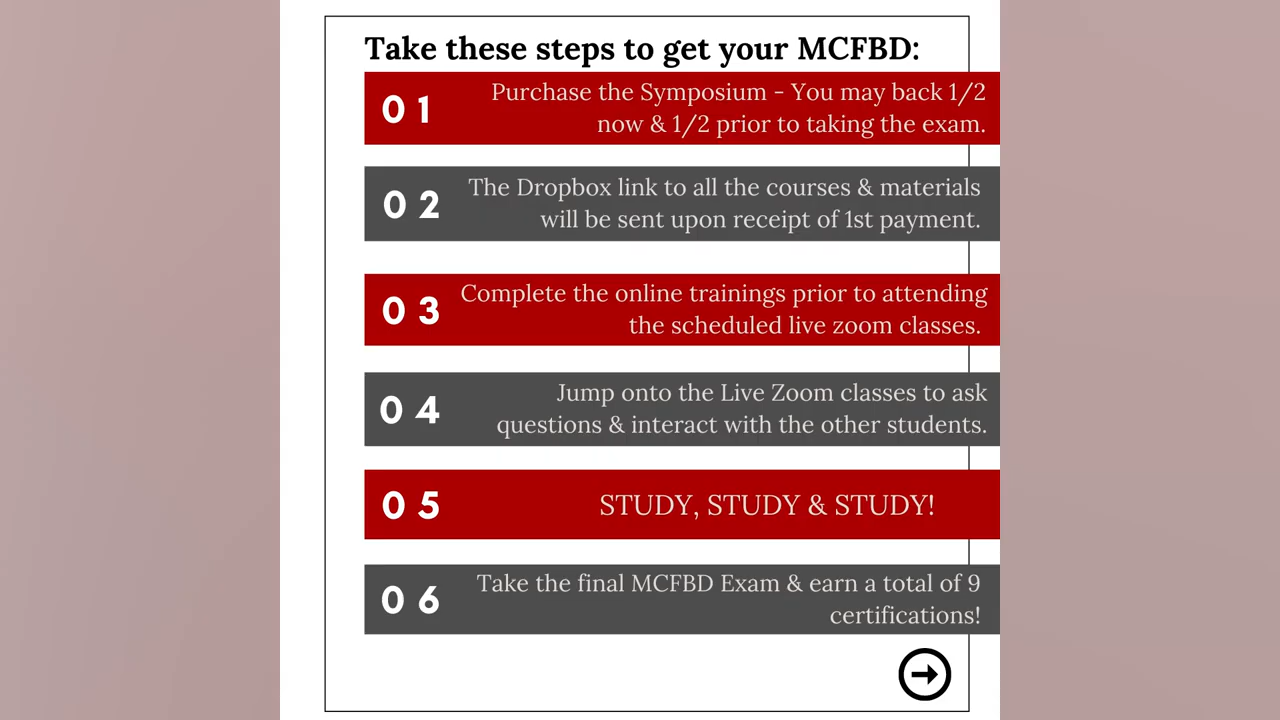 Take these steps to get your MCFBD:
01
Purchase the Symposium - You may back 1/2
now & 1/2 prior to taking the exam.
02
The Dropbox link to all the courses & materials
will be sent upon receipt of 1st payment.
03
Complete the online trainings prior to attending
the scheduled live zoom classes.
04
Jump onto the Live Zoom classes to ask
questions & interact with the other students.
05
STUDY, STUDY & STUDY!
06
Take the final MCFBD Exam & earn a total of 9
certifications!